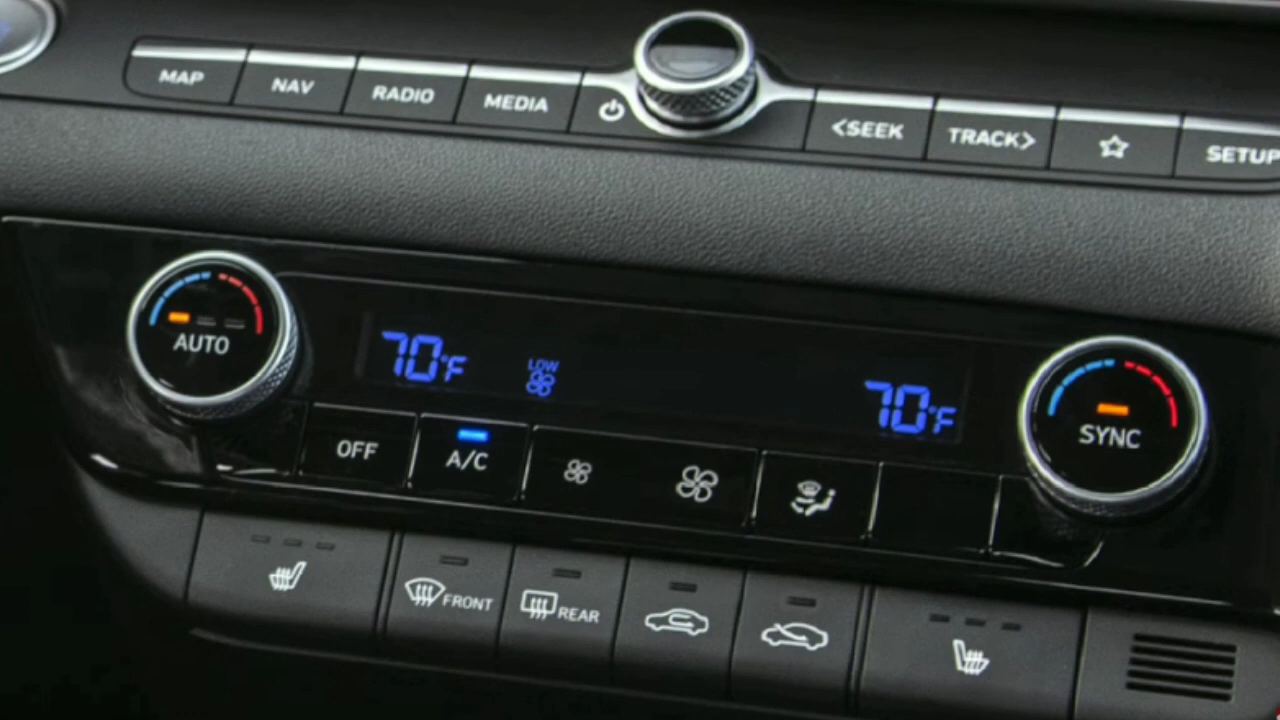 MAP
NAV
RADIO
MEDIA
<SEEK
TRACK>
SETUP
AUTO
70°F
LOW
70°F
SYNC
OFF
A/C
FRONT
REAR